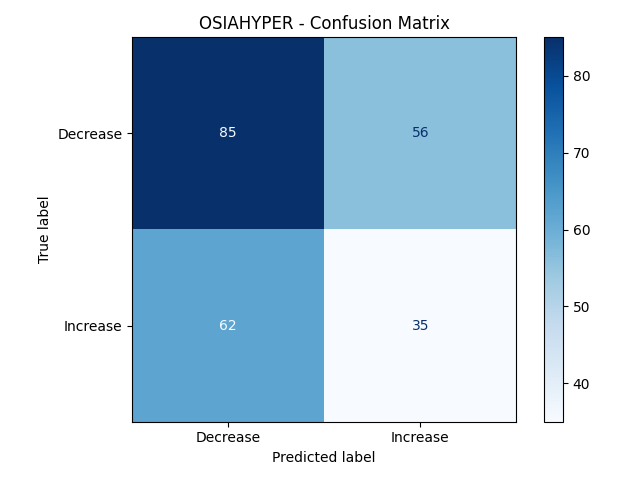 OSIAHYPER - Confusion Matrix
True label
Decrease
85
56
80
70
60
50
40
Increase
62
35
Decrease
Increase
Predicted label